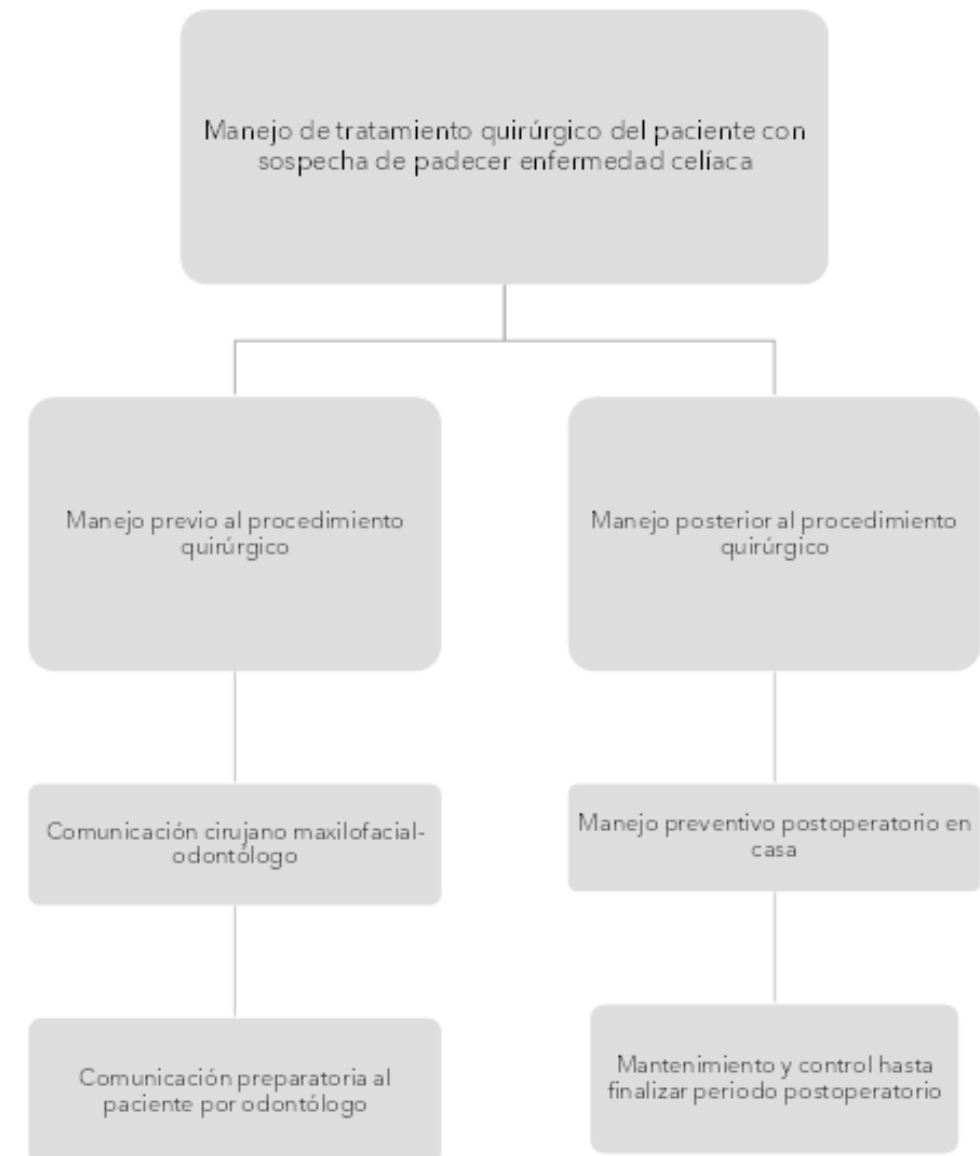 Manejo de tratamiento quirúrgico del paciente con
sospecha de padecer enfermedad celíaca
Manejo previo al procedimiento
quirúrgico
Manejo posterior al procedimiento
quirúrgico
Comunicación cirujano maxilofacial-
odontólogo
Manejo preventivo postoperatorio en
casa
Comunicación preparatoria al
paciente por odontólogo
Mantenimiento y control hasta
finalizar periodo postoperatorio